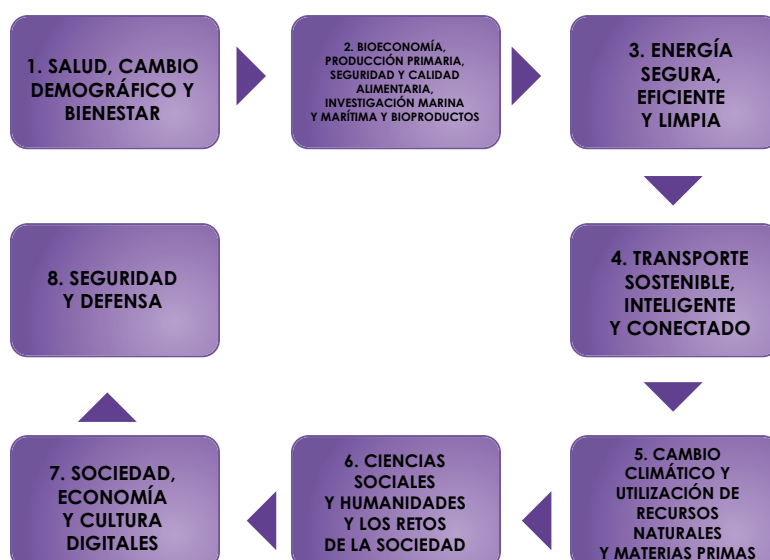 1. SALUD, CAMBIO
DEMOGRÁFICO Y
BIENESTAR
2. BIOECONOMÍA,
PRODUCCIÓN PRIMARIA,
SEGURIDAD Y CALIDAD
ALIMENTARIA,
INVESTIGACIÓN MARINA
Y MARÍTIMA Y BIOPRODUCTOS
3. ENERGÍA
SEGURA,
EFICIENTE
Y LIMPIA
4. TRANSPORTE
SOSTENIBLE,
INTELIGENTE
Y CONECTADO
5. CAMBIO
CLIMÁTICO Y
UTILIZACIÓN DE
RECURSOS
NATURALES
Y MATERIAS PRIMAS
6. CIENCIAS
SOCIALES
Y HUMANIDADES
Y LOS RETOS
DE LA SOCIEDAD
7. SOCIEDAD,
ECONOMÍA
Y CULTURA
DIGITALES
8. SEGURIDAD
Y DEFENSA